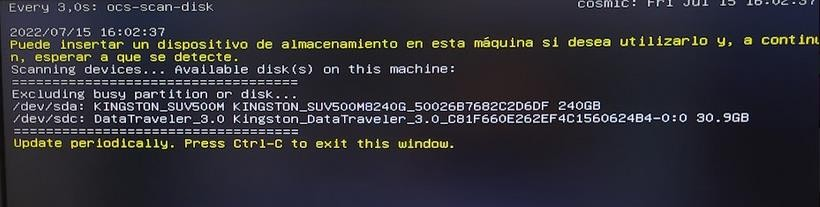 Every 3,0s: ocs-scan-disk
cosmic: Fri Jul 15 16:02:37
2022/07/15 16:02:37
Puede insertar un dispositivo de almacenamiento en esta máquina si desea utilizarlo y, a continu
n, esperar a que se detecte.
Scanning devices... Available disk(s) on this machine:
===================================
Excluding busy partition or disk...
/dev/sda: KINGSTON_SUV500M KINGSTON_SUV500M8240G_50026B7682C2D6DF 240GB
/dev/sdc: DataTraveler_3.0 Kingston_DataTraveler_3.0_C81F660E262EF4C1560624B4-0:0 30.9GB
===================================
Update periodically. Press Ctrl-C to exit this window.